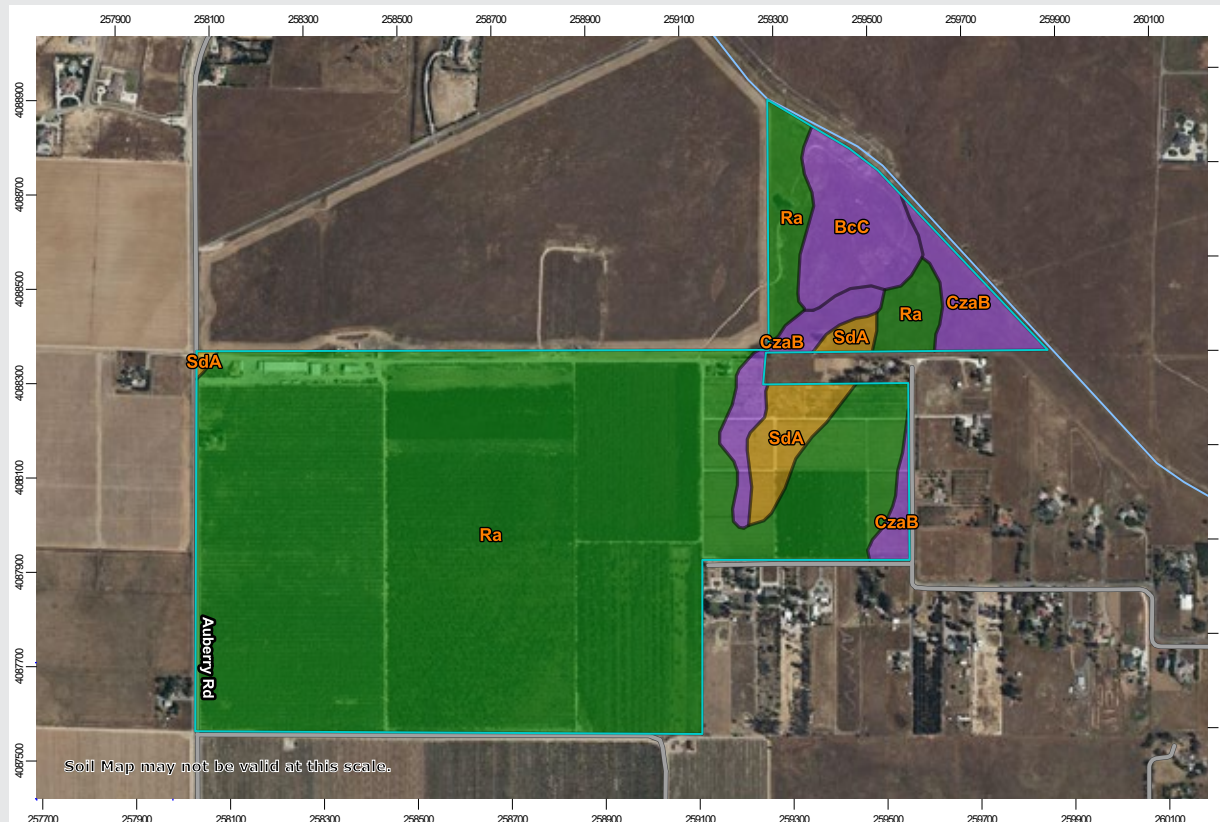 257900 258100 258300 258500 258700 258900 259100 259300 259500 259700 259900 260100
4088900
4088700
Ra
BcC
4088500
CzaB
Ra
SdA
CzaB
SdA
4088300
SdA
4088100
CzaB
Ra
4087900
Auberry Rd
4087700
4087500
Soil Map may not be valid at this scale.
257700 257900 258100 258300 258500 258700 258900 259100 259300 259500 259700 259900 260100